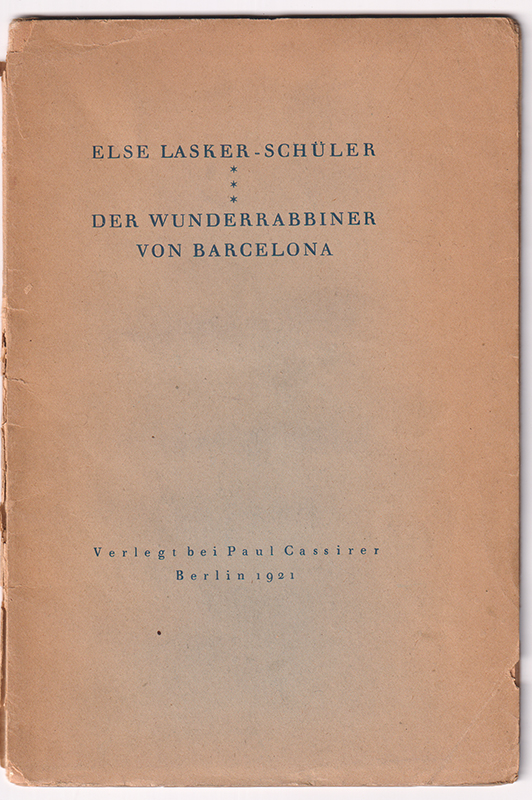 ELSE LASKER-SCHÜLER
*
*
*
DER WUNDERRABBINER
VON BARCELONA
Verlegt bei Paul Cassirer
Berlin 1921